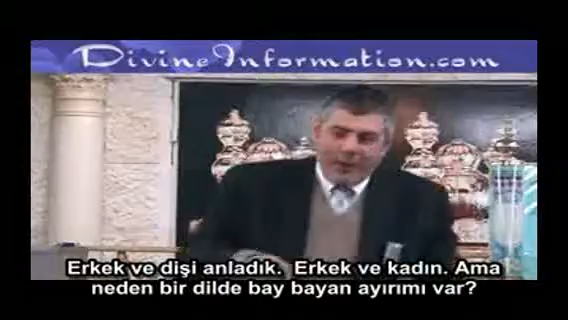 DivineInformation.com
Erkek ve dişi anladık.  Erkek ve kadın. Ama
neden bir dilde bay bayan ayırımı var?